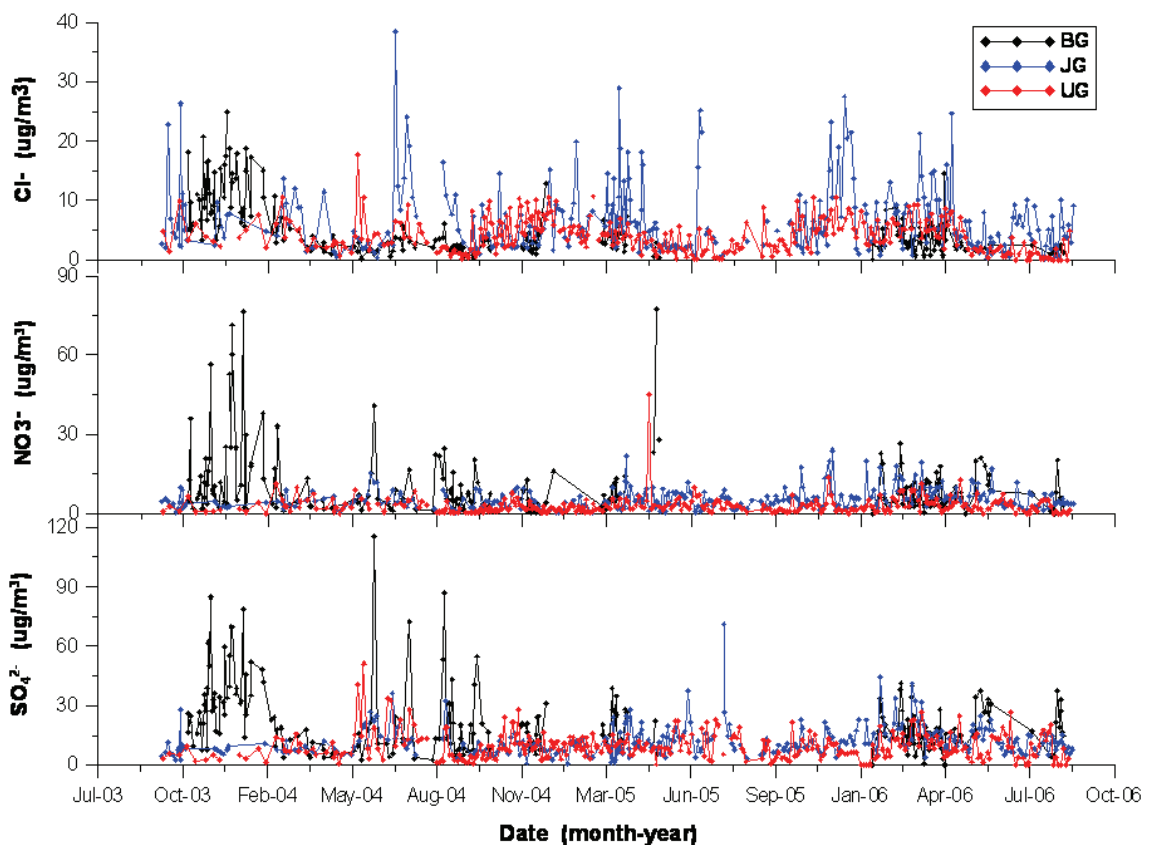 40
30
20
10
0
Cl- (ug/m3)
BG
JG
UG
90
60
30
0
NO3- (ug/m³)
120
90
60
30
0
SO₄²- (ug/m³)
Jul-03 Oct-03 Feb-04 May-04 Aug-04 Nov-04 Mar-05 Jun-05 Sep-05 Jan-06 Apr-06 Jul-06 Oct-06
Date (month-year)